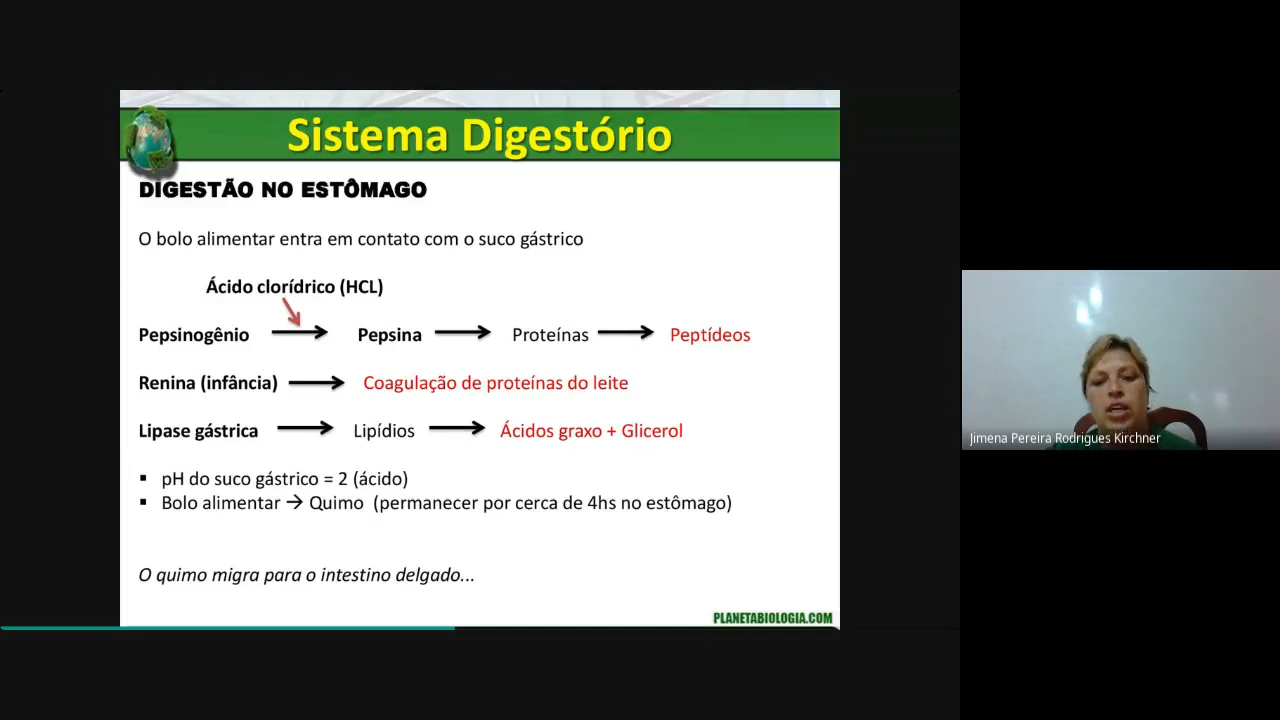 Sistema Digestório
DIGESTÃO NO ESTÔMAGO
O bolo alimentar entra em contato com o suco gástrico
Ácido clorídrico (HCL)
Pepsinogênio → Pepsina → Proteínas → Peptídeos
Renina (infância) → Coagulação de proteínas do leite
Lipase gástrica → Lipídios → Ácidos graxo + Glicerol
▪ pH do suco gástrico = 2 (ácido)
▪ Bolo alimentar → Quimo (permanecer por cerca de 4hs no estômago)
O quimo migra para o intestino delgado...
PLANETABIOLOGIA.COM
Jimena Pereira Rodrigues Kirchner